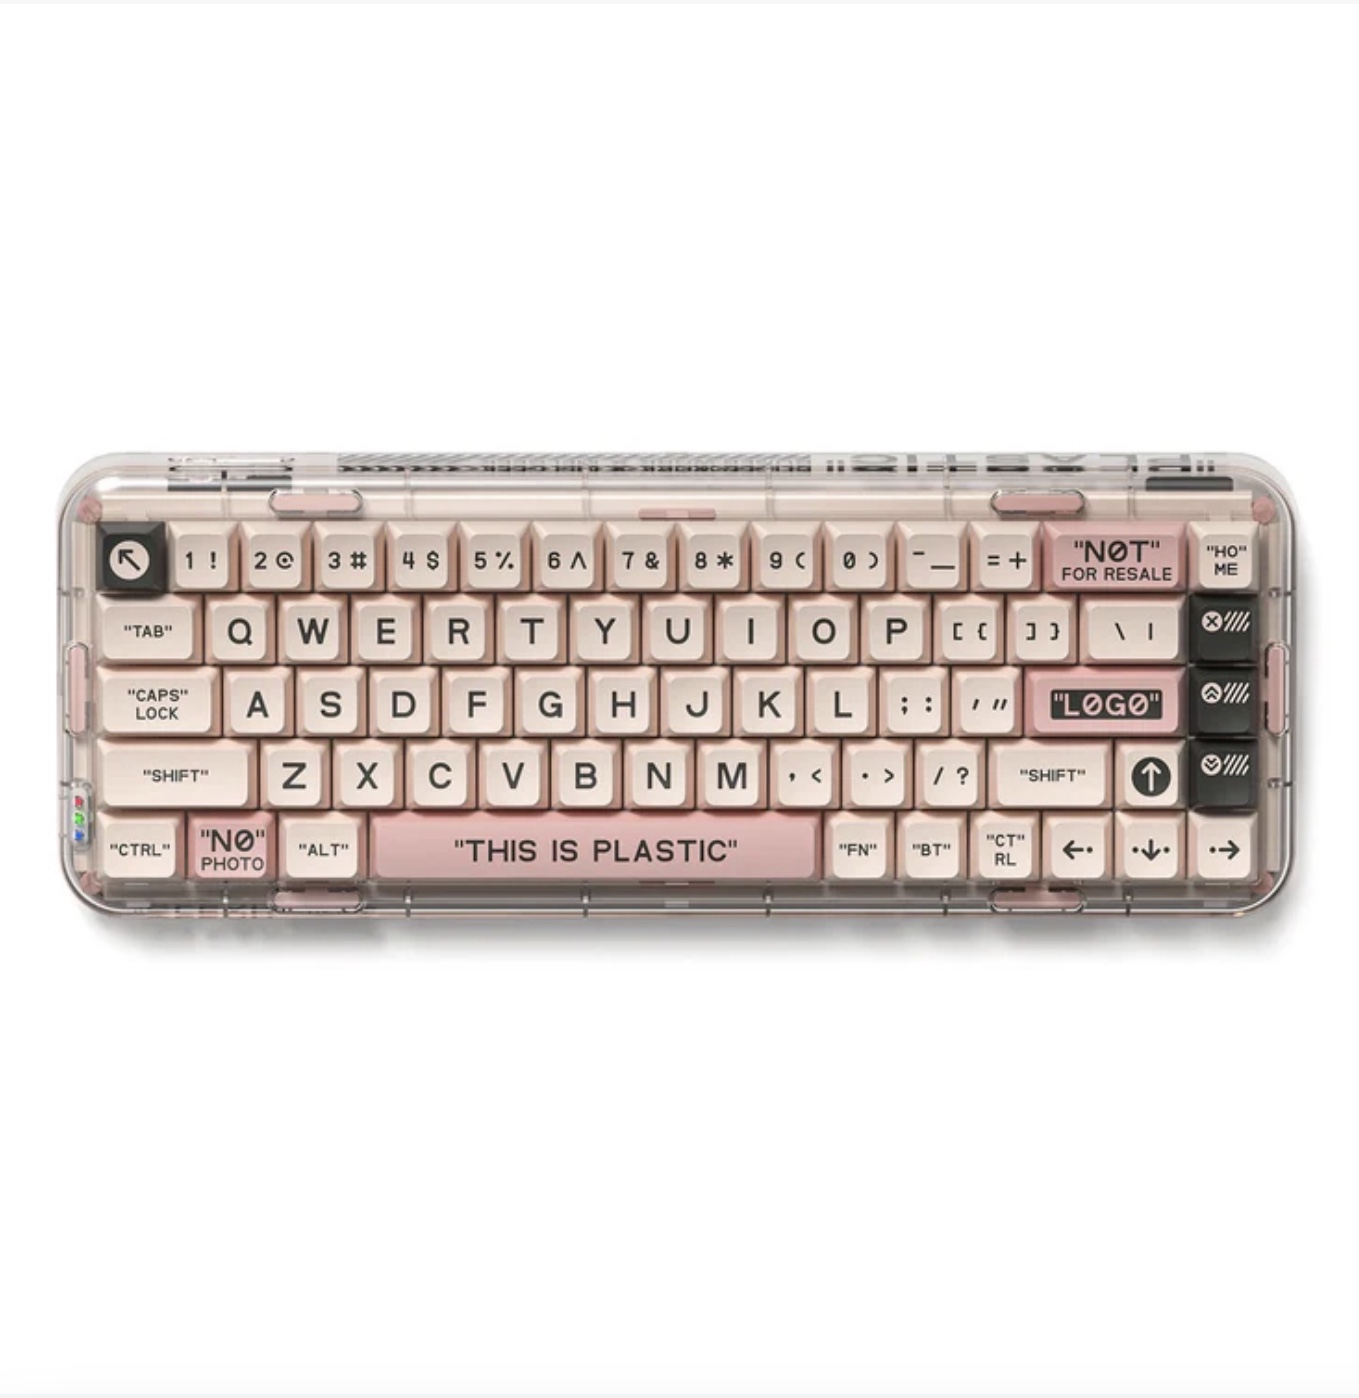 "PLASTIC"
1 ! 2 @ 3 # 4 $ 5 % 6 ^ 7 & 8 * 9 ( 0 ) - _ = + "NØT" "HO"
FOR RESALE ME
"TAB" Q W E R T Y U I O P [ { ] } \ |
"CAPS" A S D F G H J K L ; : ' " "LØGØ"
LOCK
"SHIFT" Z X C V B N M , < . > / ? "SHIFT" ↑
"CTRL" "NØ" "ALT" "THIS IS PLASTIC" "FN" "BT" "CT" ← ↓ →
PHOTO RL